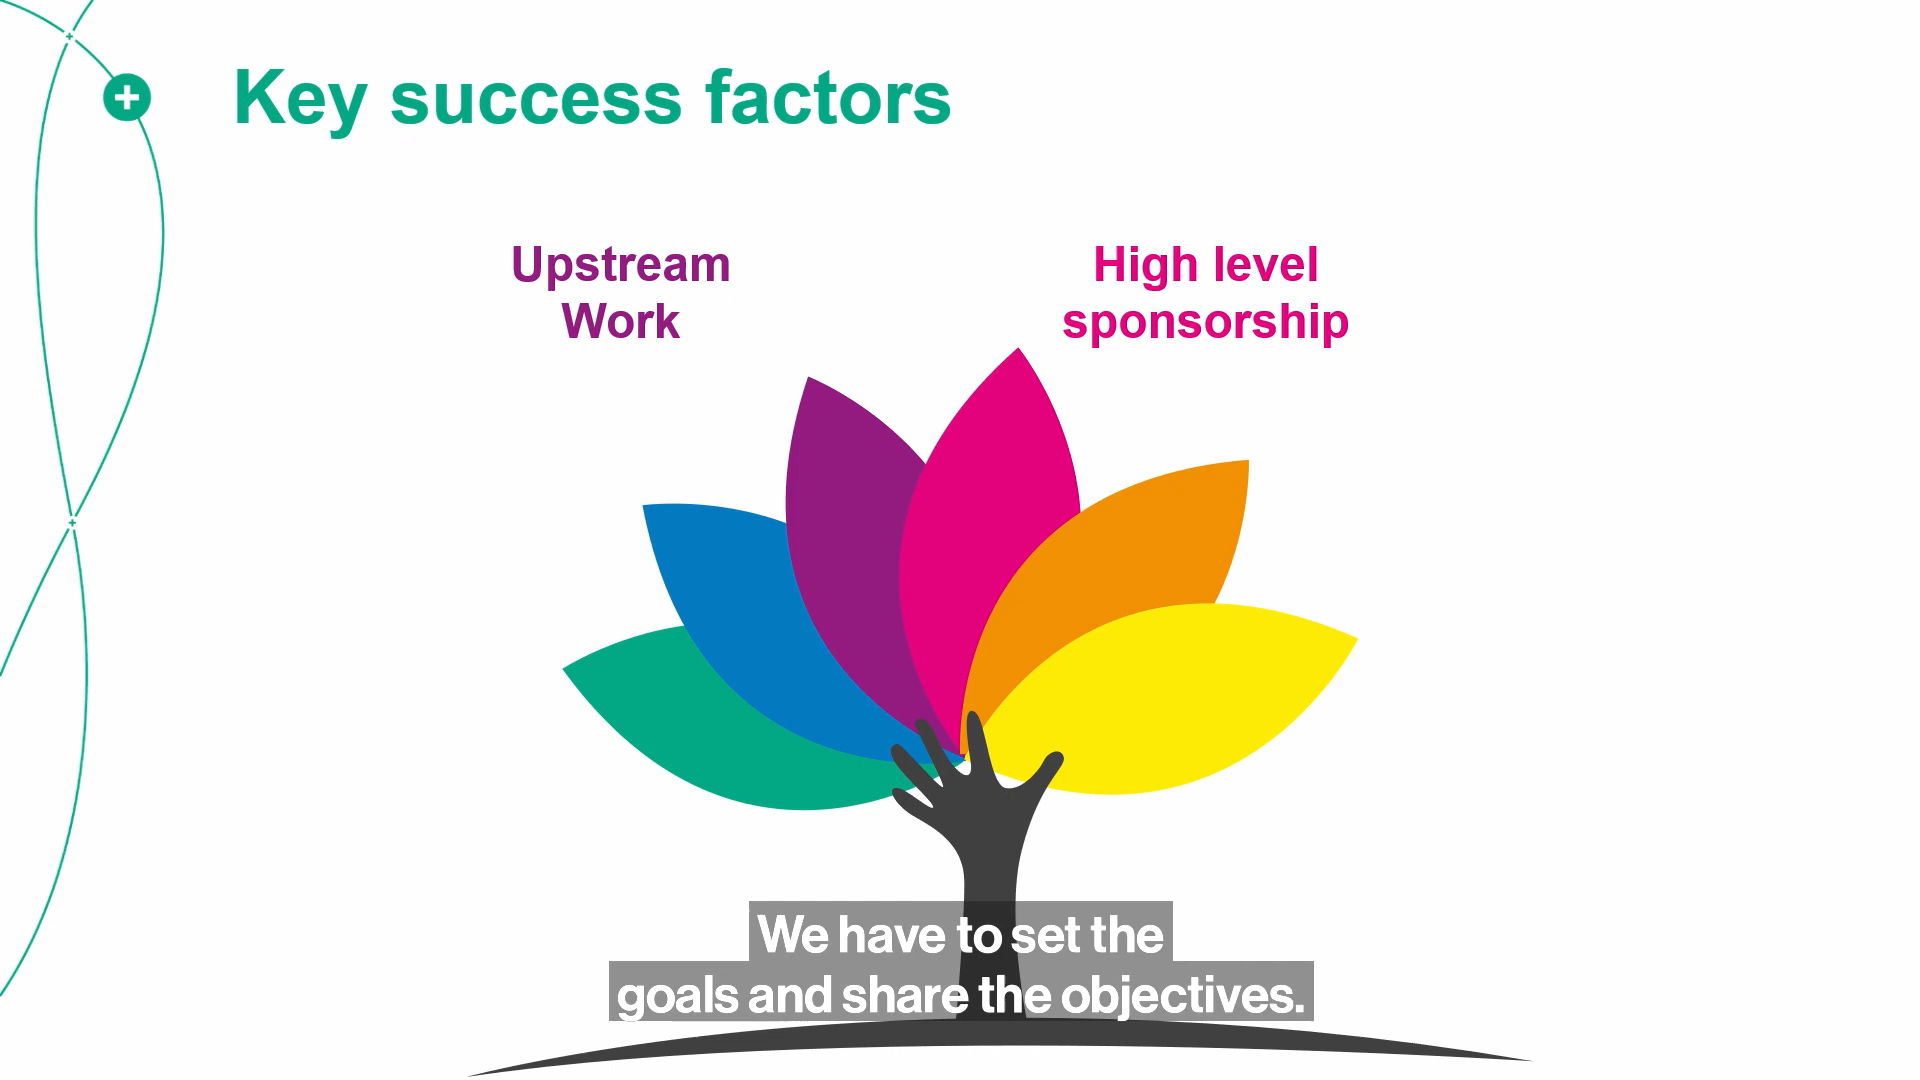 Key success factors
Upstream
Work
High level
sponsorship
We have to set the
goals and share the objectives.